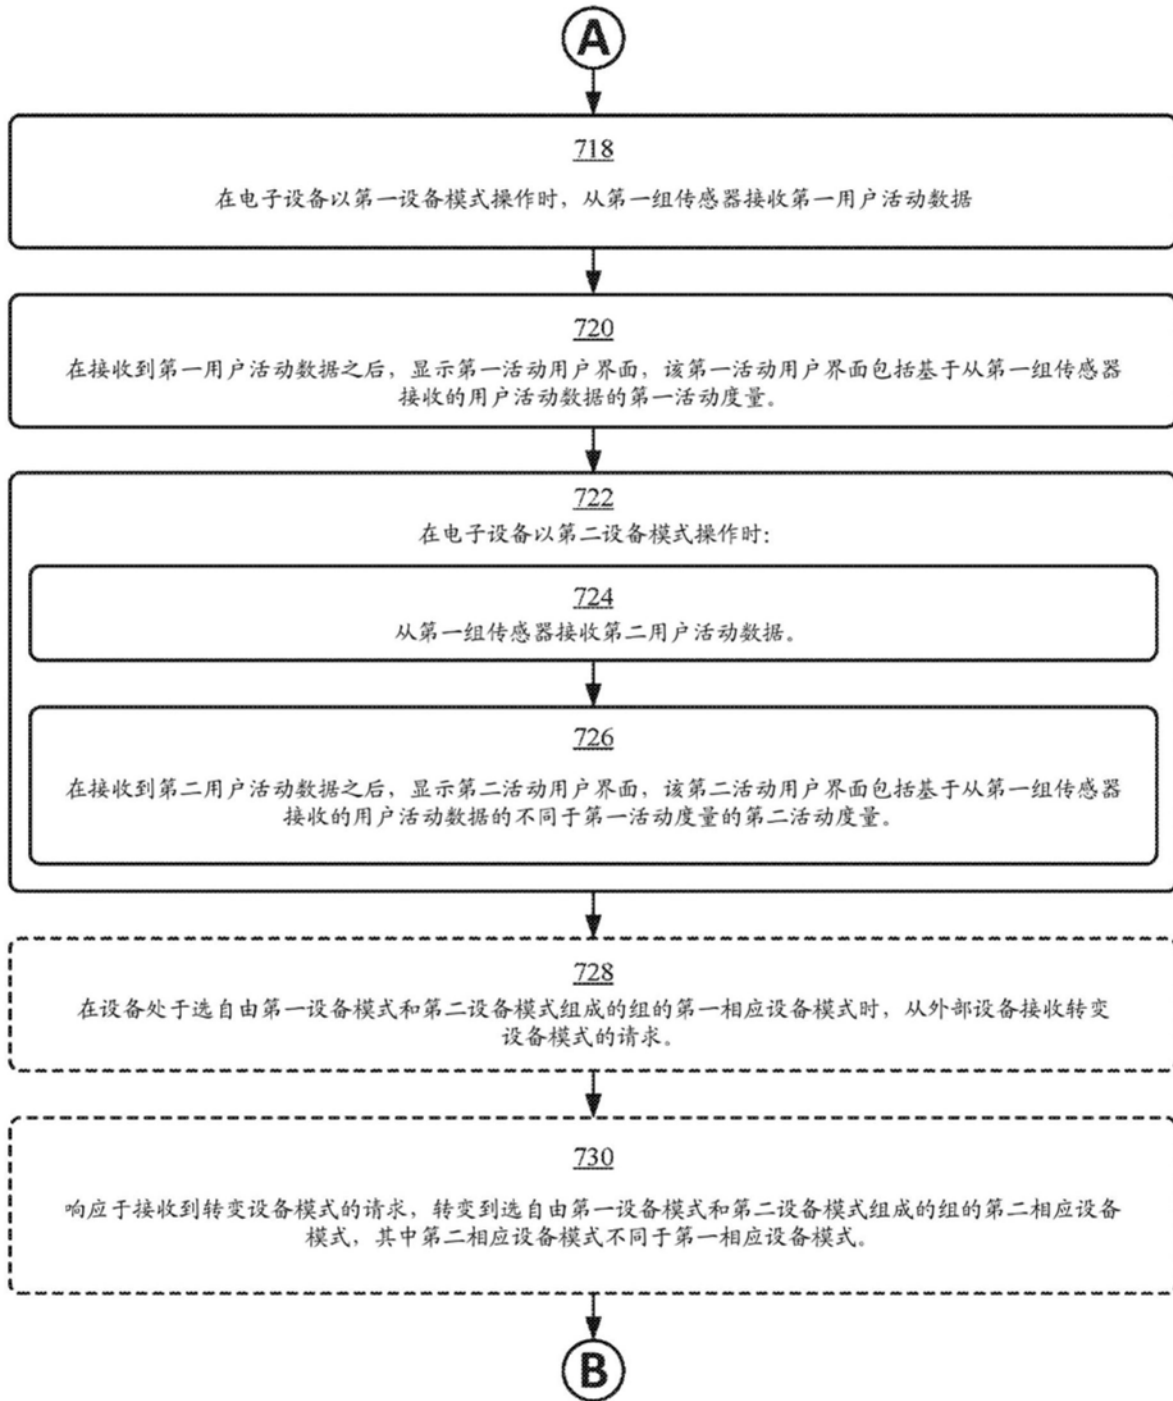 A
718
在电子设备以第一设备模式操作时，从第一组传感器接收第一用户活动数据
720
在接收到第一用户活动数据之后，显示第一活动用户界面，该第一活动用户界面包括基于从第一组传感器
接收的用户活动数据的第一活动度量。
722
在电子设备以第二设备模式操作时：
724
从第一组传感器接收第二用户活动数据。
726
在接收到第二用户活动数据之后，显示第二活动用户界面，该第二活动用户界面包括基于从第一组传感器
接收的用户活动数据的不同于第一活动度量的第二活动度量。
728
在设备处于选自由第一设备模式和第二设备模式组成的组的第一相应设备模式时，从外部设备接收转变
设备模式的请求。
730
响应于接收到转变设备模式的请求，转变到选自由第一设备模式和第二设备模式组成的组的第二相应设备
模式，其中第二相应设备模式不同于第一相应设备模式。
B